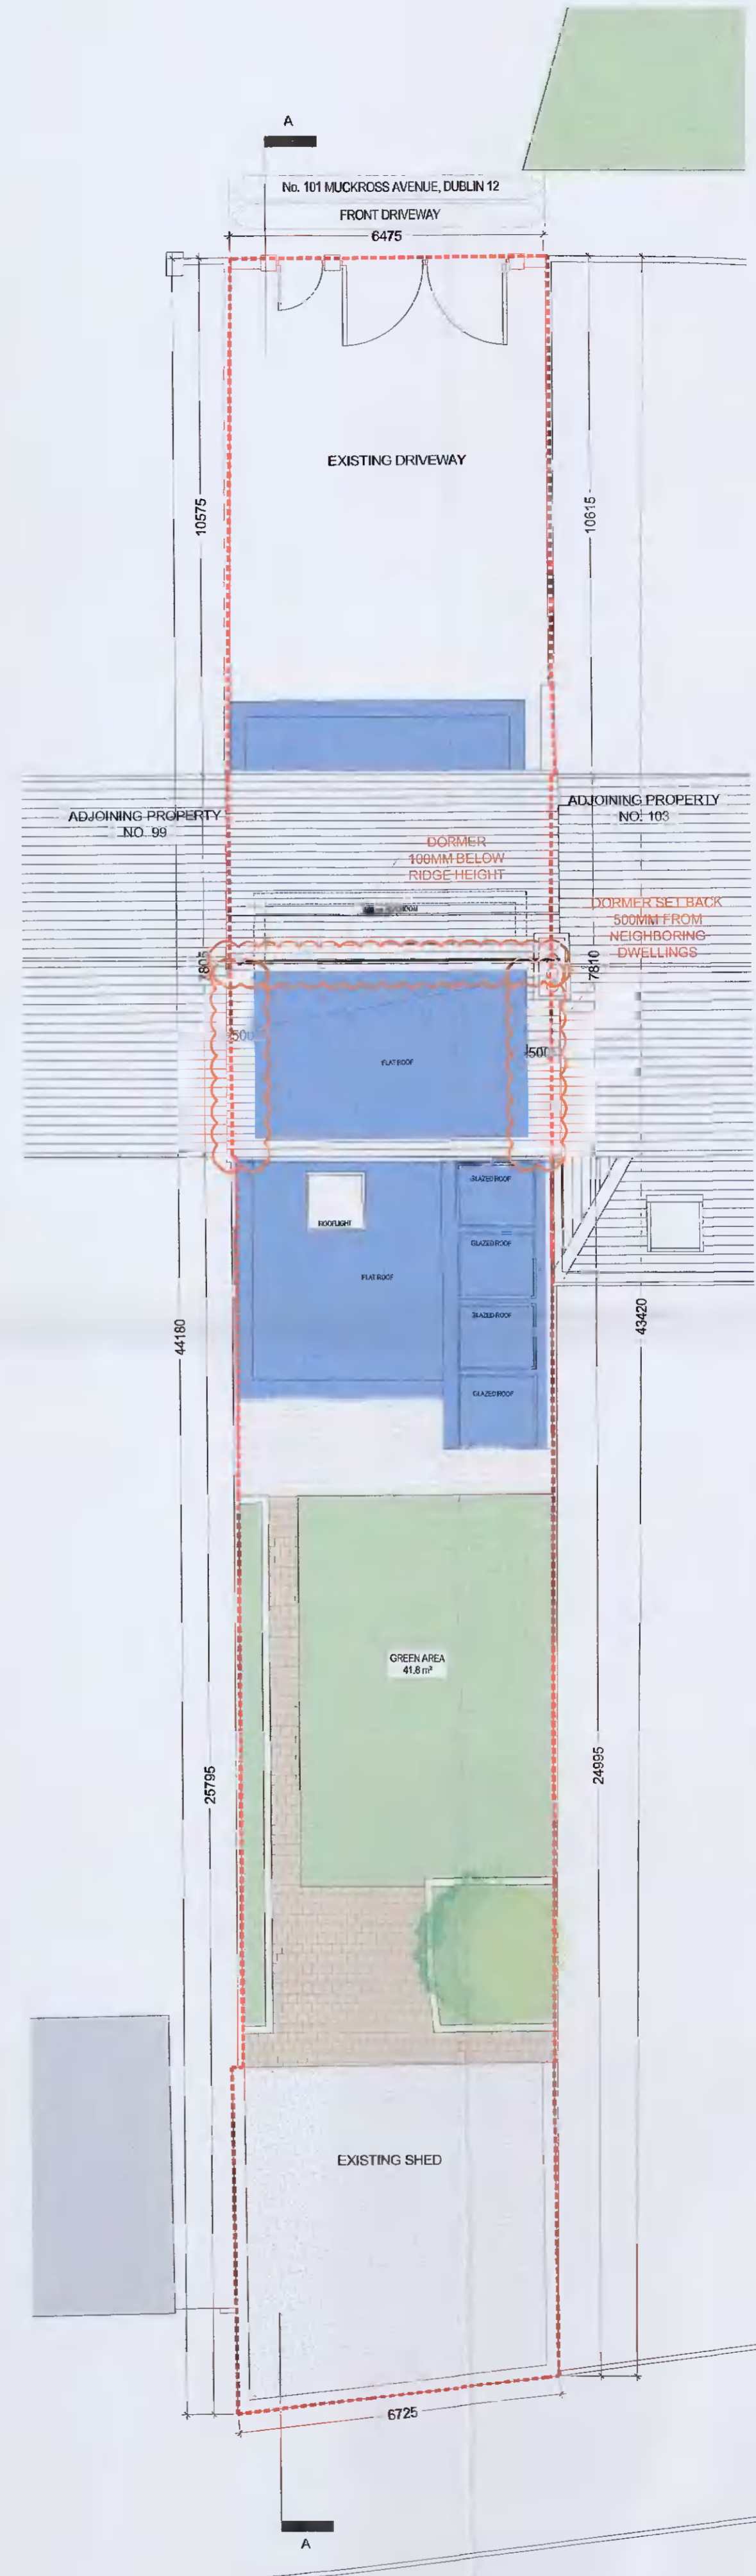 A
No. 101 MUCKROSS AVENUE, DUBLIN 12
FRONT DRIVEWAY
6475
EXISTING DRIVEWAY
10575
10615
ADJOINING PROPERTY
NO. 99
ADJOINING PROPERTY
NO. 103
DORMER
100MM BELOW
RIDGE HEIGHT
DORMER SET BACK
500MM FROM
NEIGHBORING
DWELLINGS
7805
7810
500
500
FLAT ROOF
GLAZED ROOF
ROOFLIGHT
GLAZED ROOF
FLAT ROOF
GLAZED ROOF
GLAZED ROOF
44180
43420
GREEN AREA
41.8 m²
25795
24995
EXISTING SHED
6725
A